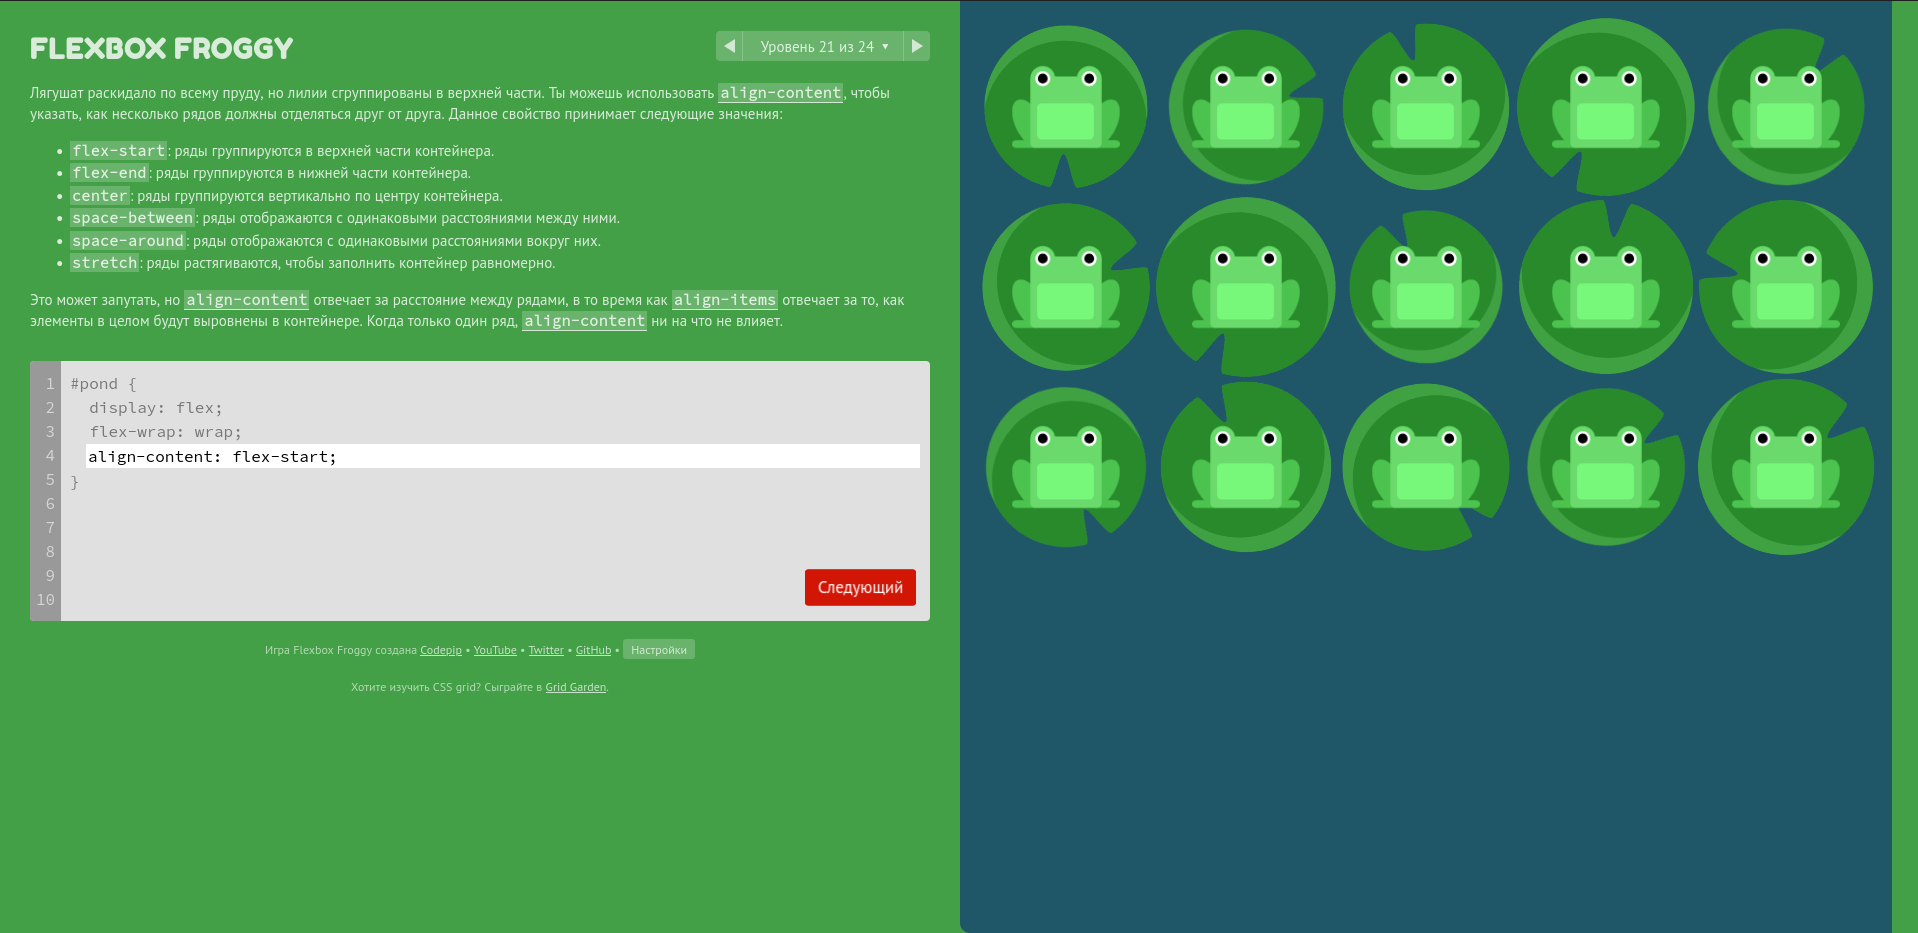 FLEXBOX FROGGY
Уровень 21 из 24 ▾
Лягушат раскидало по всему пруду, но лилии сгруппированы в верхней части. Ты можешь использовать align-content, чтобы
указать, как несколько рядов должны отделяться друг от друга. Данное свойство принимает следующие значения:
• flex-start: ряды группируются в верхней части контейнера.
• flex-end: ряды группируются в нижней части контейнера.
• center: ряды группируются вертикально по центру контейнера.
• space-between: ряды отображаются с одинаковыми расстояниями между ними.
• space-around: ряды отображаются с одинаковыми расстояниями вокруг них.
• stretch: ряды растягиваются, чтобы заполнить контейнер равномерно.
Это может запутать, но align-content отвечает за расстояние между рядами, в то время как align-items отвечает за то, как
элементы в целом будут выровнены в контейнере. Когда только один ряд, align-content ни на что не влияет.
1 #pond {
2 display: flex;
3 flex-wrap: wrap;
4 align-content: flex-start;
5 }
6
7
8
9
10
Следующий
Игра Flexbox Froggy создана Codepip • YouTube • Twitter • GitHub • Настройки
Хотите изучить CSS grid? Сыграйте в Grid Garden.